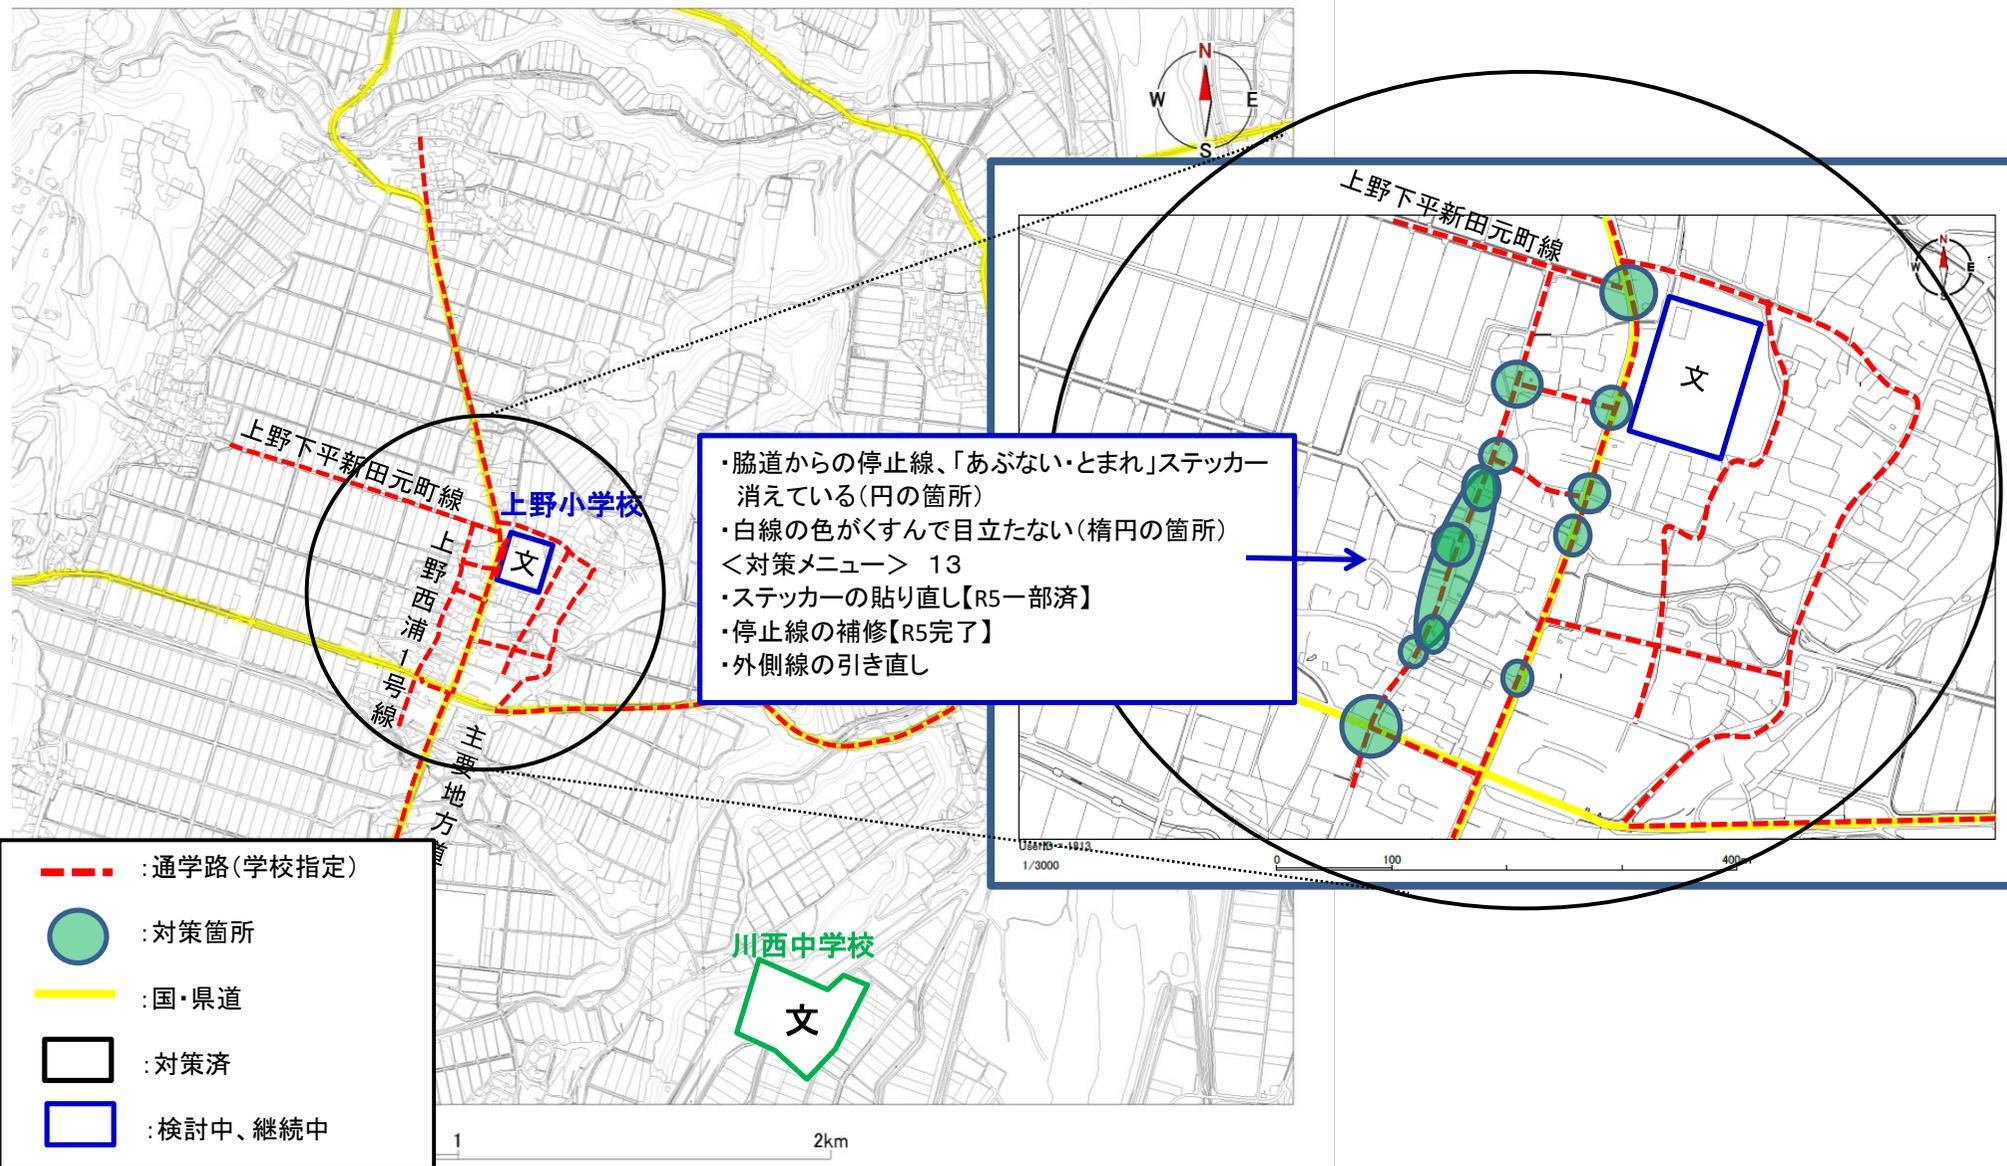 N
W E
S
上野下平新田元町線
N
W E
S
文
上野下平新田元町線
上野小学校
文
上野西浦1号線
主要地方道
・脇道からの停止線、「あぶない・とまれ」ステッカー
消えている(円の箇所)
・白線の色がくすんで目立たない(楕円の箇所)
<対策メニュー> 13
・ステッカーの貼り直し【R5一部済】
・停止線の補修【R5完了】
・外側線の引き直し
1/3000
0 100 400m
川西中学校
文
:通学路(学校指定)
:対策箇所
:国・県道
:対策済
:検討中、継続中
1 2km